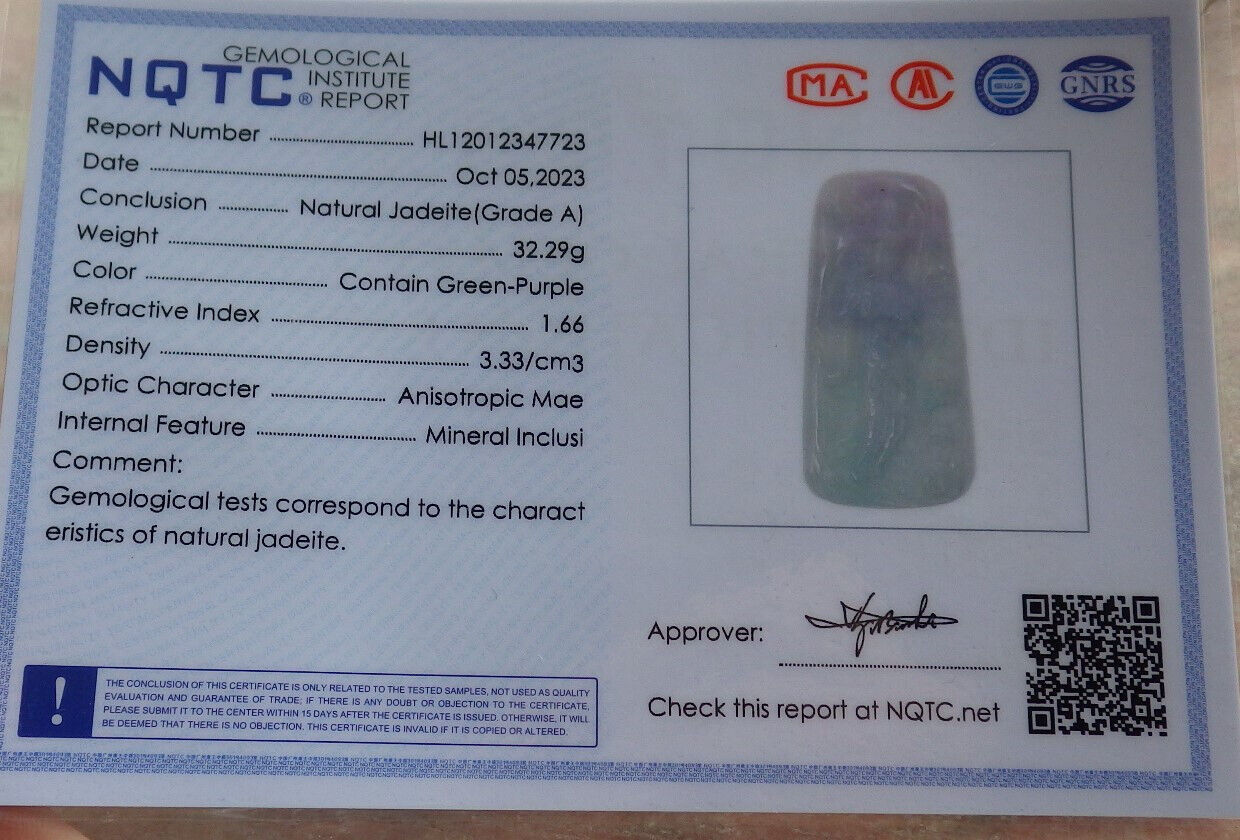 GEMOLOGICAL
NQTC INSTITUTE
® REPORT
MA
GWG
GNRS
Report Number ........ HL12012347723
Date ........ Oct 05,2023
Conclusion ........ Natural Jadeite(Grade A)
Weight ........ 32.29g
Color ........ Contain Green-Purple
Refractive Index ........ 1.66
Density ........ 3.33/cm3
Optic Character ........ Anisotropic Mae
Internal Feature ........ Mineral Inclusi
Comment:
Gemological tests correspond to the charact
eristics of natural jadeite.
Approver:
Check this report at NQTC.net
!
THE CONCLUSION OF THIS CERTIFICATE IS ONLY RELATED TO THE TESTED SAMPLES, NOT USED AS QUALITY
EVALUATION AND GUARANTEE OF TRADE; IF THERE IS ANY DOUBT OR OBJECTION TO THE CERTIFICATE,
PLEASE SUBMIT IT TO THE CENTER WITHIN 15 DAYS AFTER THE CERTIFICATE IS ISSUED. OTHERWISE, IT WILL
BE DEEMED THAT THERE IS NO OBJECTION. THIS CERTIFICATE IS INVALID IF IT IS COPIED OR ALTERED.